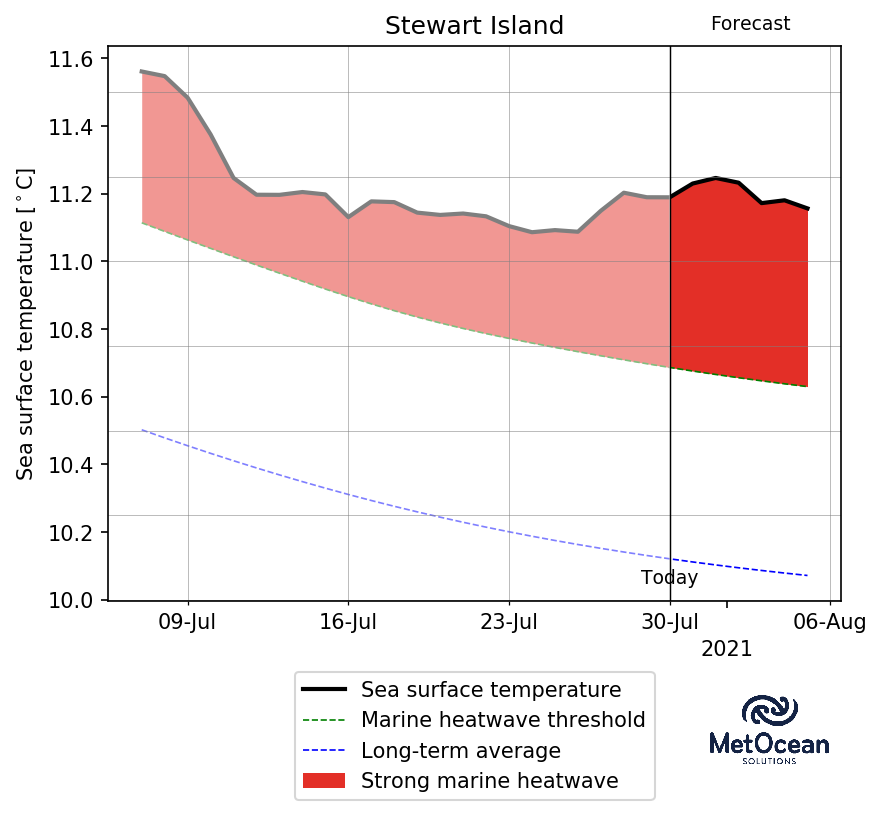 Stewart Island
Forecast
11.6
11.4
11.2
11.0
10.8
10.6
10.4
10.2
10.0
Sea surface temperature [°C]
Today
09-Jul
16-Jul
23-Jul
30-Jul
06-Aug
2021
Sea surface temperature
Marine heatwave threshold
Long-term average
Strong marine heatwave
MetOcean
SOLUTIONS